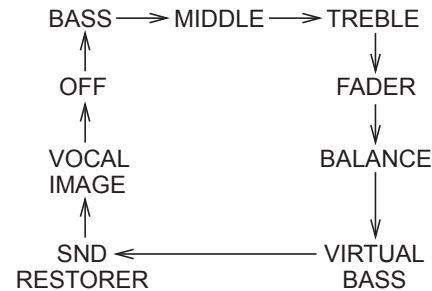 BASS MIDDLE TREBLE
OFF FADER
VOCAL IMAGE BALANCE
SND RESTORER VIRTUAL BASS